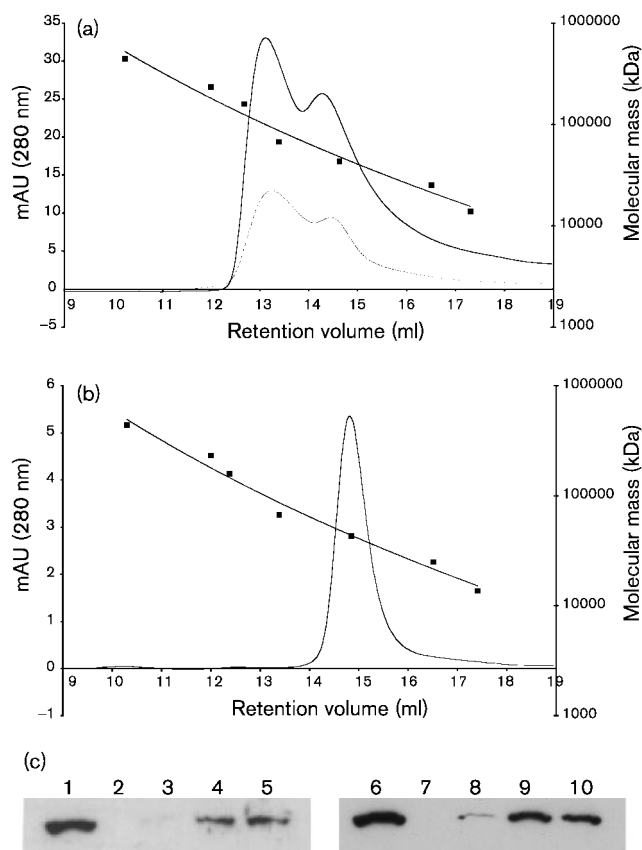 (a)
35
30
25
20
15
10
5
0
−5
mAU (280 nm)
9 10 11 12 13 14 15 16 17 18 19
Retention volume (ml)
1000000
100000
10000
1000
Molecular mass (kDa)
(b)
6
5
4
3
2
1
0
−1
mAU (280 nm)
9 10 11 12 13 14 15 16 17 18 19
Retention volume (ml)
1000000
100000
10000
1000
Molecular mass (kDa)
(c)
1 2 3 4 5 6 7 8 9 10